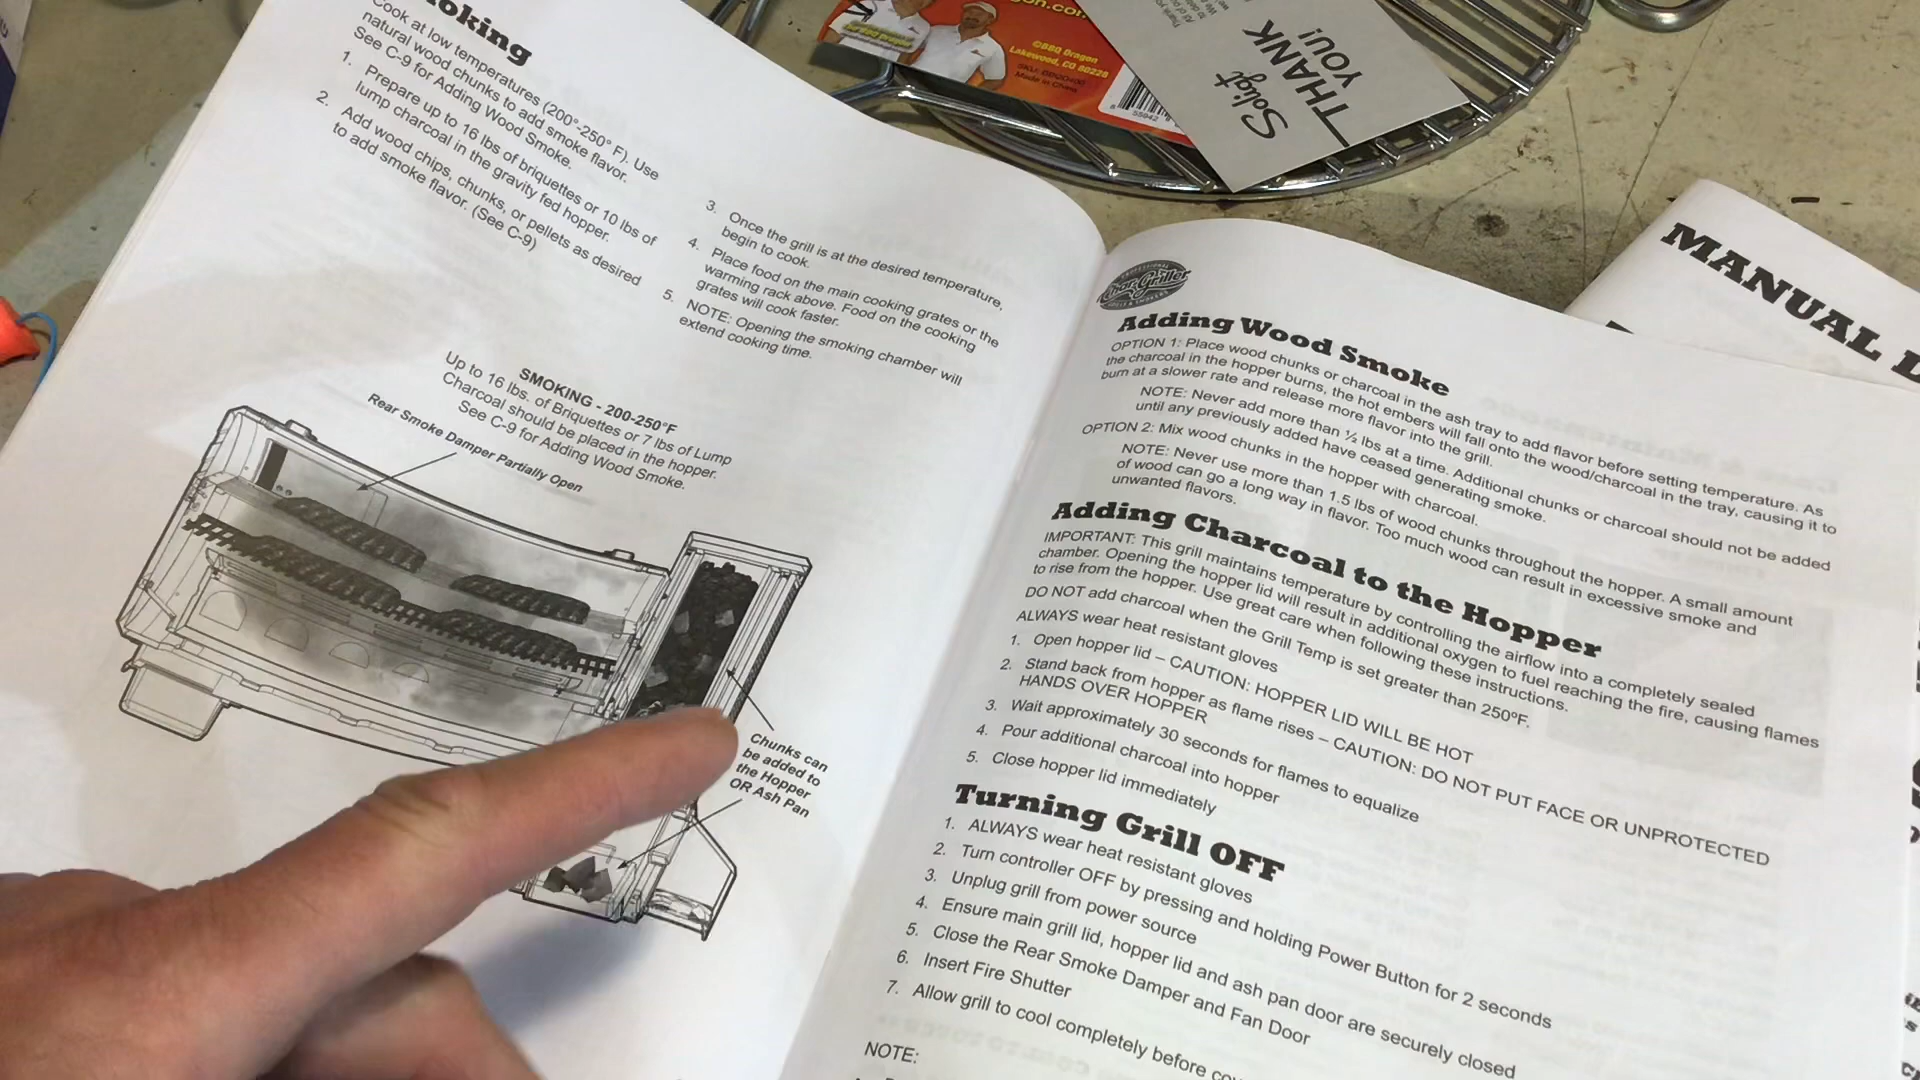 oking
Cook at low temperatures (200°-250° F). Use
natural wood chunks to add smoke flavor.
See C-9 for Adding Wood Smoke.
1. Prepare up to 16 lbs of briquettes or 10 lbs of
lump charcoal in the gravity fed hopper.
2. Add wood chips, chunks, or pellets as desired
to add smoke flavor. (See C-9)
3. Once the grill is at the desired temperature,
begin to cook.
4. Place food on the main cooking grates or the
warming rack above. Food on the cooking
grates will cook faster.
5. NOTE: Opening the smoking chamber will
extend cooking time.
SMOKING - 200-250°F
Up to 16 lbs. of Briquettes or 7 lbs of Lump
Charcoal should be placed in the hopper.
See C-9 for Adding Wood Smoke.
Rear Smoke Damper Partially Open
Chunks can
be added to
the Hopper
OR Ash Pan
Char-Griller
Adding Wood Smoke
OPTION 1: Place wood chunks or charcoal in the ash tray to add flavor before setting temperature. As
the charcoal in the hopper burns, the hot embers will fall onto the wood/charcoal in the tray, causing it to
burn at a slower rate and release more flavor into the grill.
NOTE: Never add more than ½ lbs at a time. Additional chunks or charcoal should not be added
until any previously added have ceased generating smoke.
OPTION 2: Mix wood chunks in the hopper with charcoal.
NOTE: Never use more than 1.5 lbs of wood chunks throughout the hopper. A small amount
of wood can go a long way in flavor. Too much wood can result in excessive smoke and
unwanted flavors.
Adding Charcoal to the Hopper
IMPORTANT: This grill maintains temperature by controlling the airflow into a completely sealed
chamber. Opening the hopper lid will result in additional oxygen to fuel reaching the fire, causing flames
to rise from the hopper. Use great care when following these instructions.
DO NOT add charcoal when the Grill Temp is set greater than 250ºF.
ALWAYS wear heat resistant gloves
1. Open hopper lid – CAUTION: HOPPER LID WILL BE HOT
2. Stand back from hopper as flame rises – CAUTION: DO NOT PUT FACE OR UNPROTECTED
HANDS OVER HOPPER
3. Wait approximately 30 seconds for flames to equalize
4. Pour additional charcoal into hopper
5. Close hopper lid immediately
Turning Grill OFF
1. ALWAYS wear heat resistant gloves
2. Turn controller OFF by pressing and holding Power Button for 2 seconds
3. Unplug grill from power source
4. Ensure main grill lid, hopper lid and ash pan door are securely closed
5. Close the Rear Smoke Damper and Fan Door
6. Insert Fire Shutter
7. Allow grill to cool completely before
NOTE:
on.com
©BBQ Dragon
Lakewood, CO 80228
Made in China
Soligt
THANK
YOU!
MANUAL